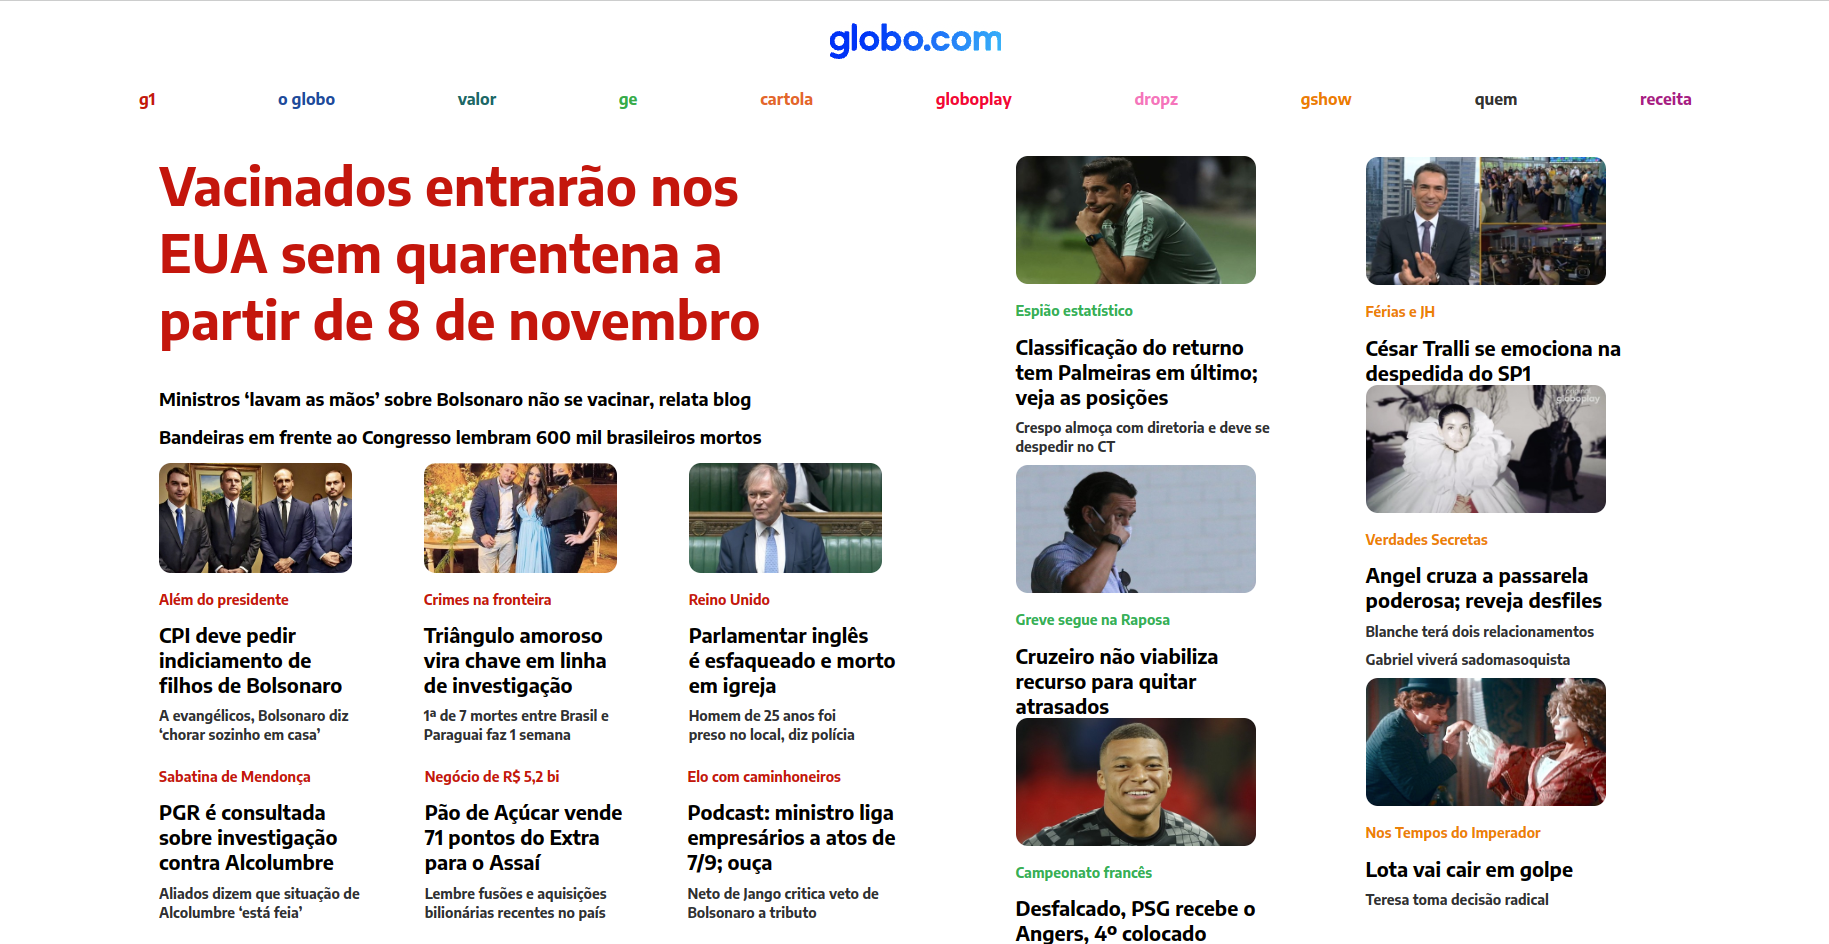 globo.com
g1
o globo
valor
ge
cartola
globoplay
dropz
gshow
quem
receita
Vacinados entrarão nos
EUA sem quarentena a
partir de 8 de novembro
Ministros ‘lavam as mãos’ sobre Bolsonaro não se vacinar, relata blog
Bandeiras em frente ao Congresso lembram 600 mil brasileiros mortos
Além do presidente
CPI deve pedir
indiciamento de
filhos de Bolsonaro
A evangélicos, Bolsonaro diz
‘chorar sozinho em casa’
Crimes na fronteira
Triângulo amoroso
vira chave em linha
de investigação
1ª de 7 mortes entre Brasil e
Paraguai faz 1 semana
Reino Unido
Parlamentar inglês
é esfaqueado e morto
em igreja
Homem de 25 anos foi
preso no local, diz polícia
Sabatina de Mendonça
PGR é consultada
sobre investigação
contra Alcolumbre
Aliados dizem que situação de
Alcolumbre ‘está feia’
Negócio de R$ 5,2 bi
Pão de Açúcar vende
71 pontos do Extra
para o Assaí
Lembre fusões e aquisições
bilionárias recentes no país
Elo com caminhoneiros
Podcast: ministro liga
empresários a atos de
7/9; ouça
Neto de Jango critica veto de
Bolsonaro a tributo
Espião estatístico
Classificação do returno
tem Palmeiras em último;
veja as posições
Crespo almoça com diretoria e deve se
despedir no CT
Greve segue na Raposa
Cruzeiro não viabiliza
recurso para quitar
atrasados
Campeonato francês
Desfalcado, PSG recebe o
Angers, 4º colocado
Férias e JH
César Tralli se emociona na
despedida do SP1
globoplay
Verdades Secretas
Angel cruza a passarela
poderosa; reveja desfiles
Blanche terá dois relacionamentos
Gabriel viverá sadomasoquista
Nos Tempos do Imperador
Lota vai cair em golpe
Teresa toma decisão radical